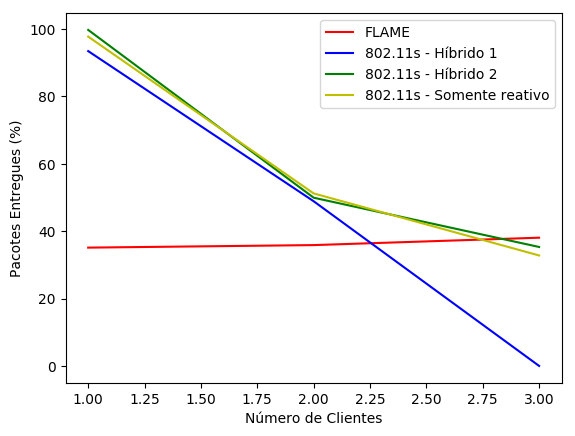 FLAME
802.11s - Híbrido 1
802.11s - Híbrido 2
802.11s - Somente reativo
Pacotes Entregues (%)
100
80
60
40
20
0
1.00 1.25 1.50 1.75 2.00 2.25 2.50 2.75 3.00
Número de Clientes